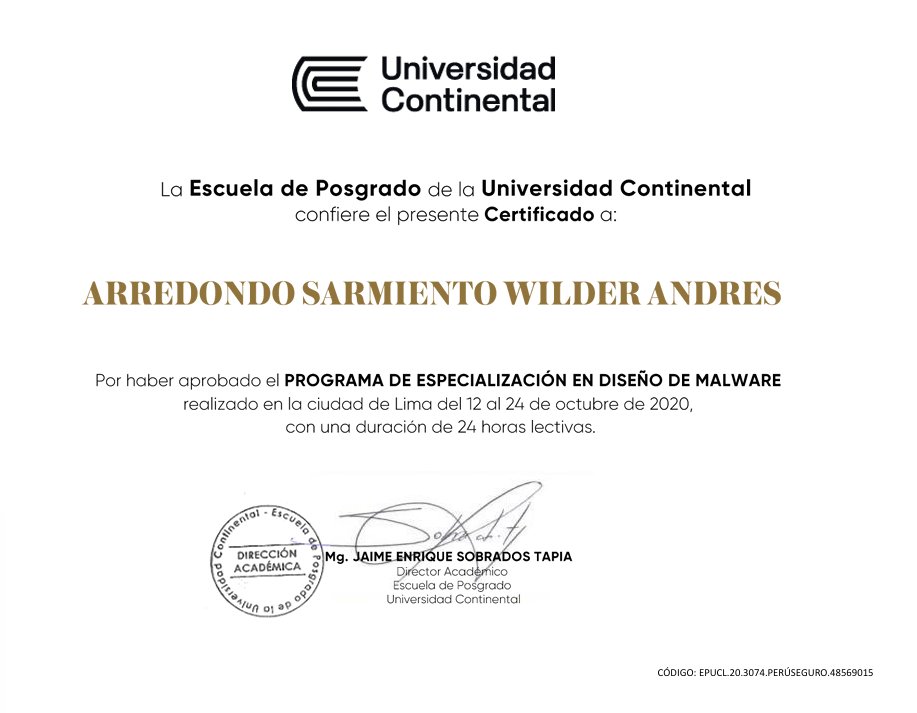 Universidad
Continental
La Escuela de Posgrado de la Universidad Continental
confiere el presente Certificado a:
ARREDONDO SARMIENTO WILDER ANDRES
Por haber aprobado el PROGRAMA DE ESPECIALIZACIÓN EN DISEÑO DE MALWARE
realizado en la ciudad de Lima del 12 al 24 de octubre de 2020,
con una duración de 24 horas lectivas.
Universidad Continental - Escuela de Posgrado de la
DIRECCIÓN
ACADÉMICA
Mg. JAIME ENRIQUE SOBRADOS TAPIA
Director Académico
Escuela de Posgrado
Universidad Continental
CÓDIGO: EPUCL.20.3074.PERÚSEGURO.48569015